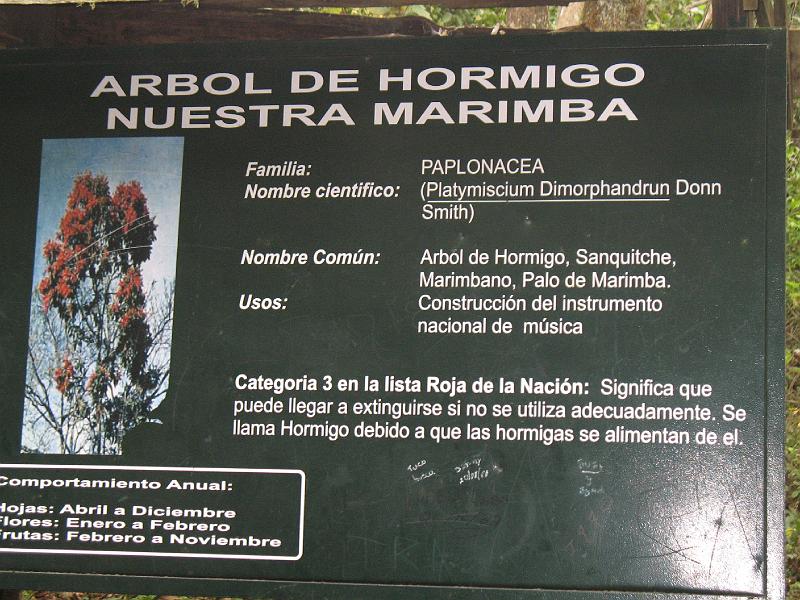 ARBOL DE HORMIGO
NUESTRA MARIMBA
Familia: PAPLONACEA
Nombre cientifico: (Platymiscium Dimorphandrun Donn
Smith)
Nombre Común: Arból de Hormigo, Sanquitche,
Marimbano, Palo de Marimba.
Usos: Construcción del instrumento
nacional de música
Categoria 3 en la lista Roja de la Nación: Significa que
puede llegar a extinguirse si no se utiliza adecuadamente. Se
llama Hormigo debido a que las hormigas se alimentan de el.
Comportamiento Anual:
Hojas: Abril a Diciembre
Flores: Enero a Febrero
Frutas: Febrero a Noviembre